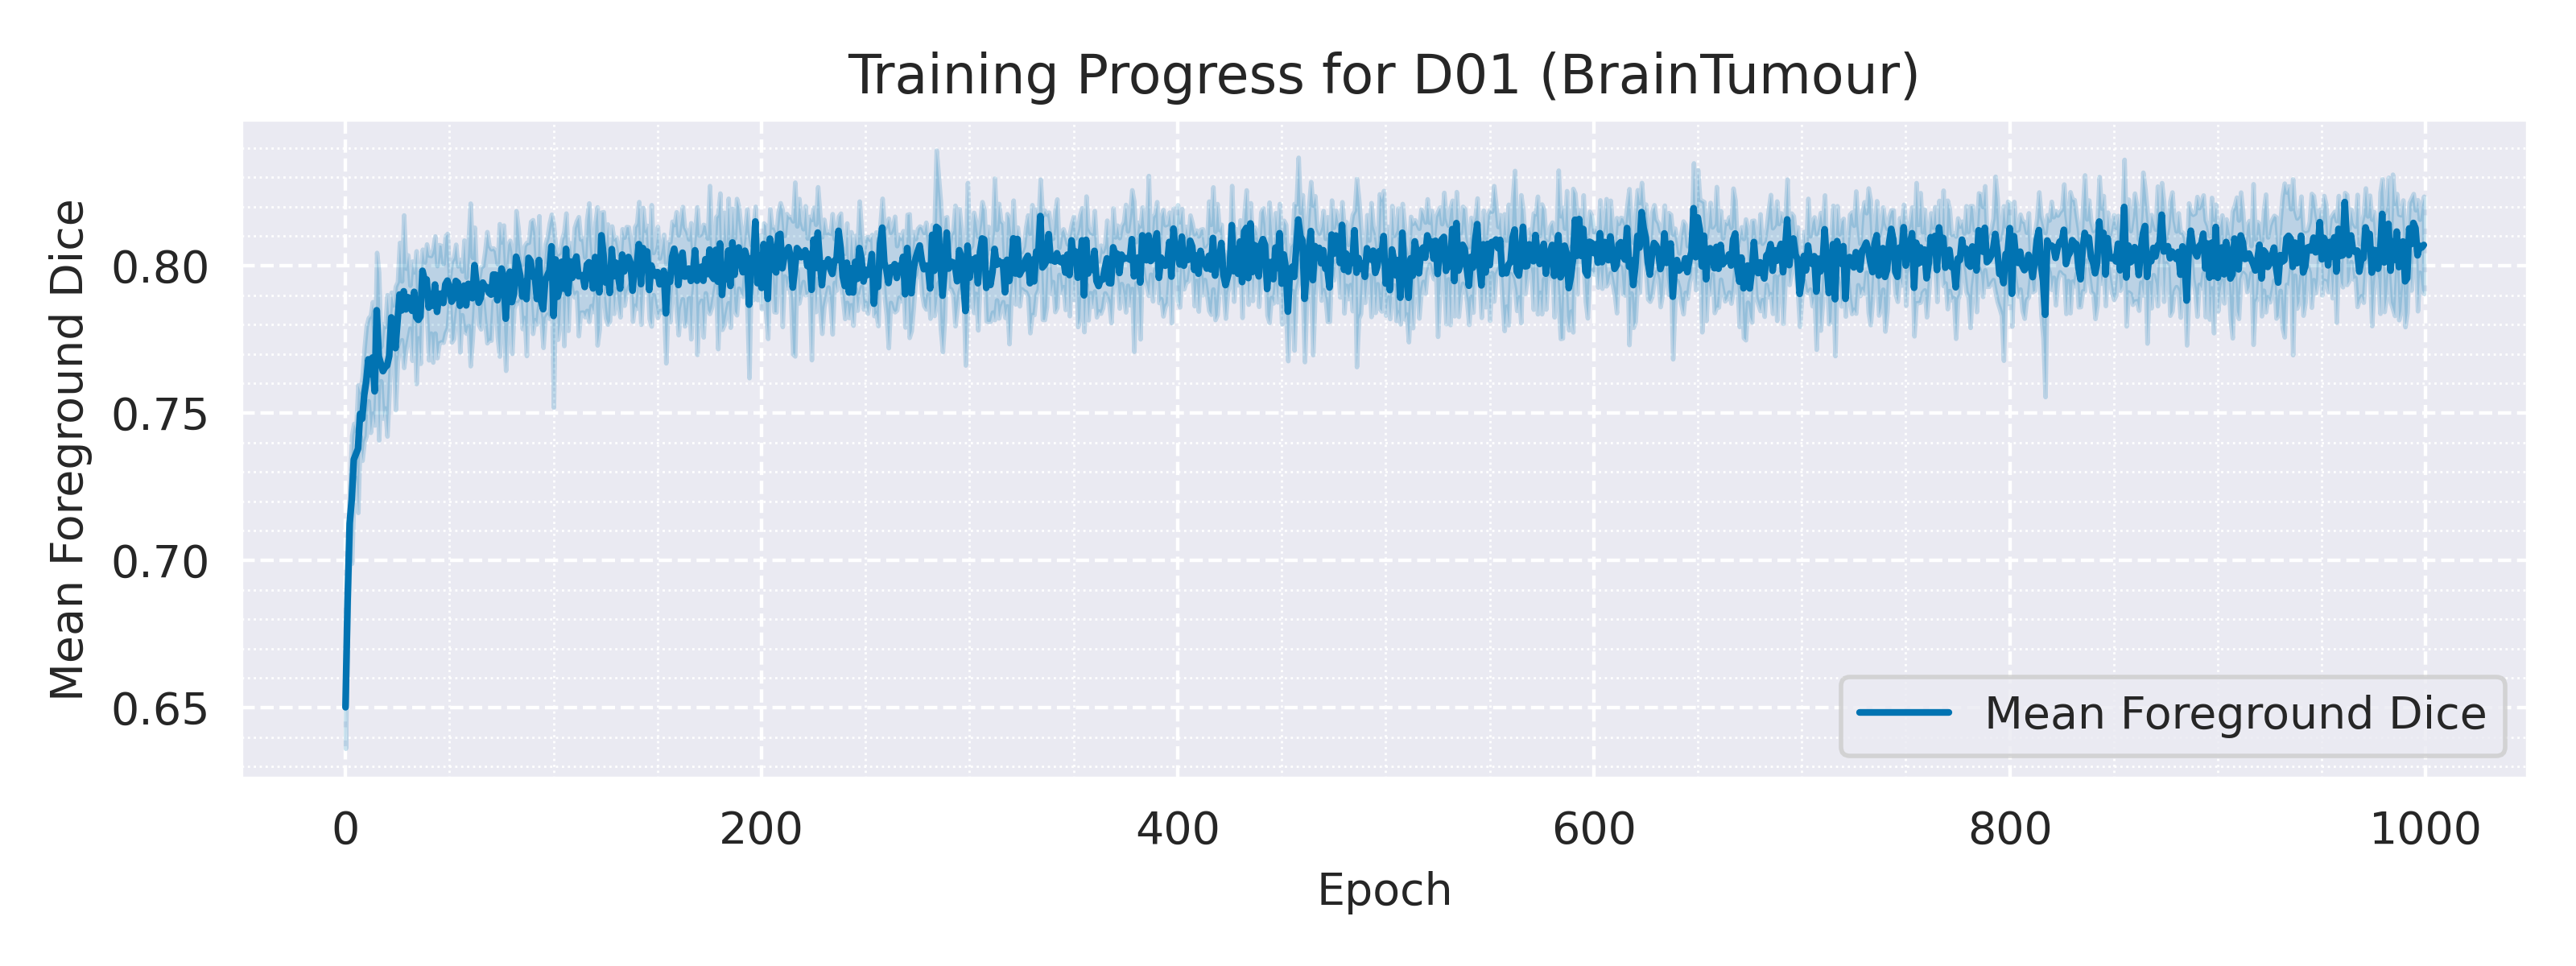 Training Progress for D01 (BrainTumour)
Mean Foreground Dice
0.80
0.75
0.70
0.65
Mean Foreground Dice
0
200
400
600
800
1000
Epoch